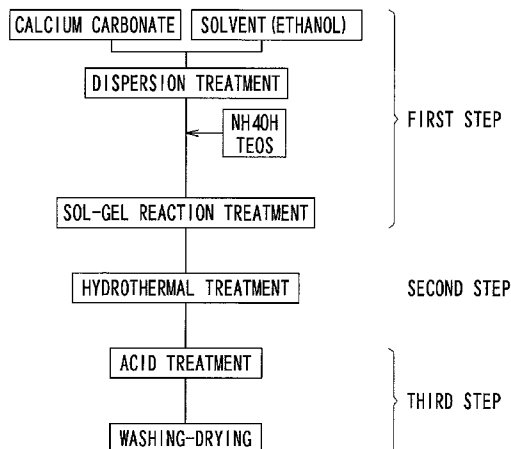 CALCIUM CARBONATE
SOLVENT(ETHANOL)
DISPERSION TREATMENT
NH4OH
TEOS
FIRST STEP
SOL-GEL REACTION TREATMENT
HYDROTHERMAL TREATMENT
SECOND STEP
ACID TREATMENT
THIRD STEP
WASHING-DRYING